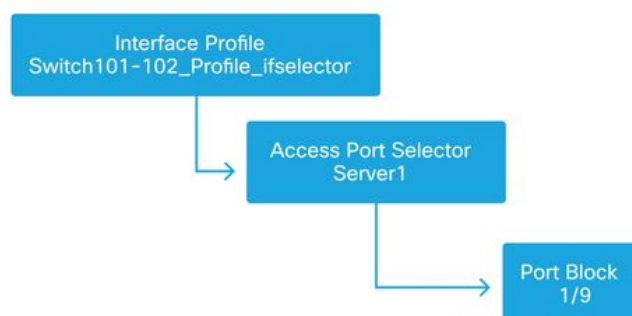 Interface Profile
Switch101-102_Profile_ifselector
Access Port Selector
Server1
Port Block
1/9